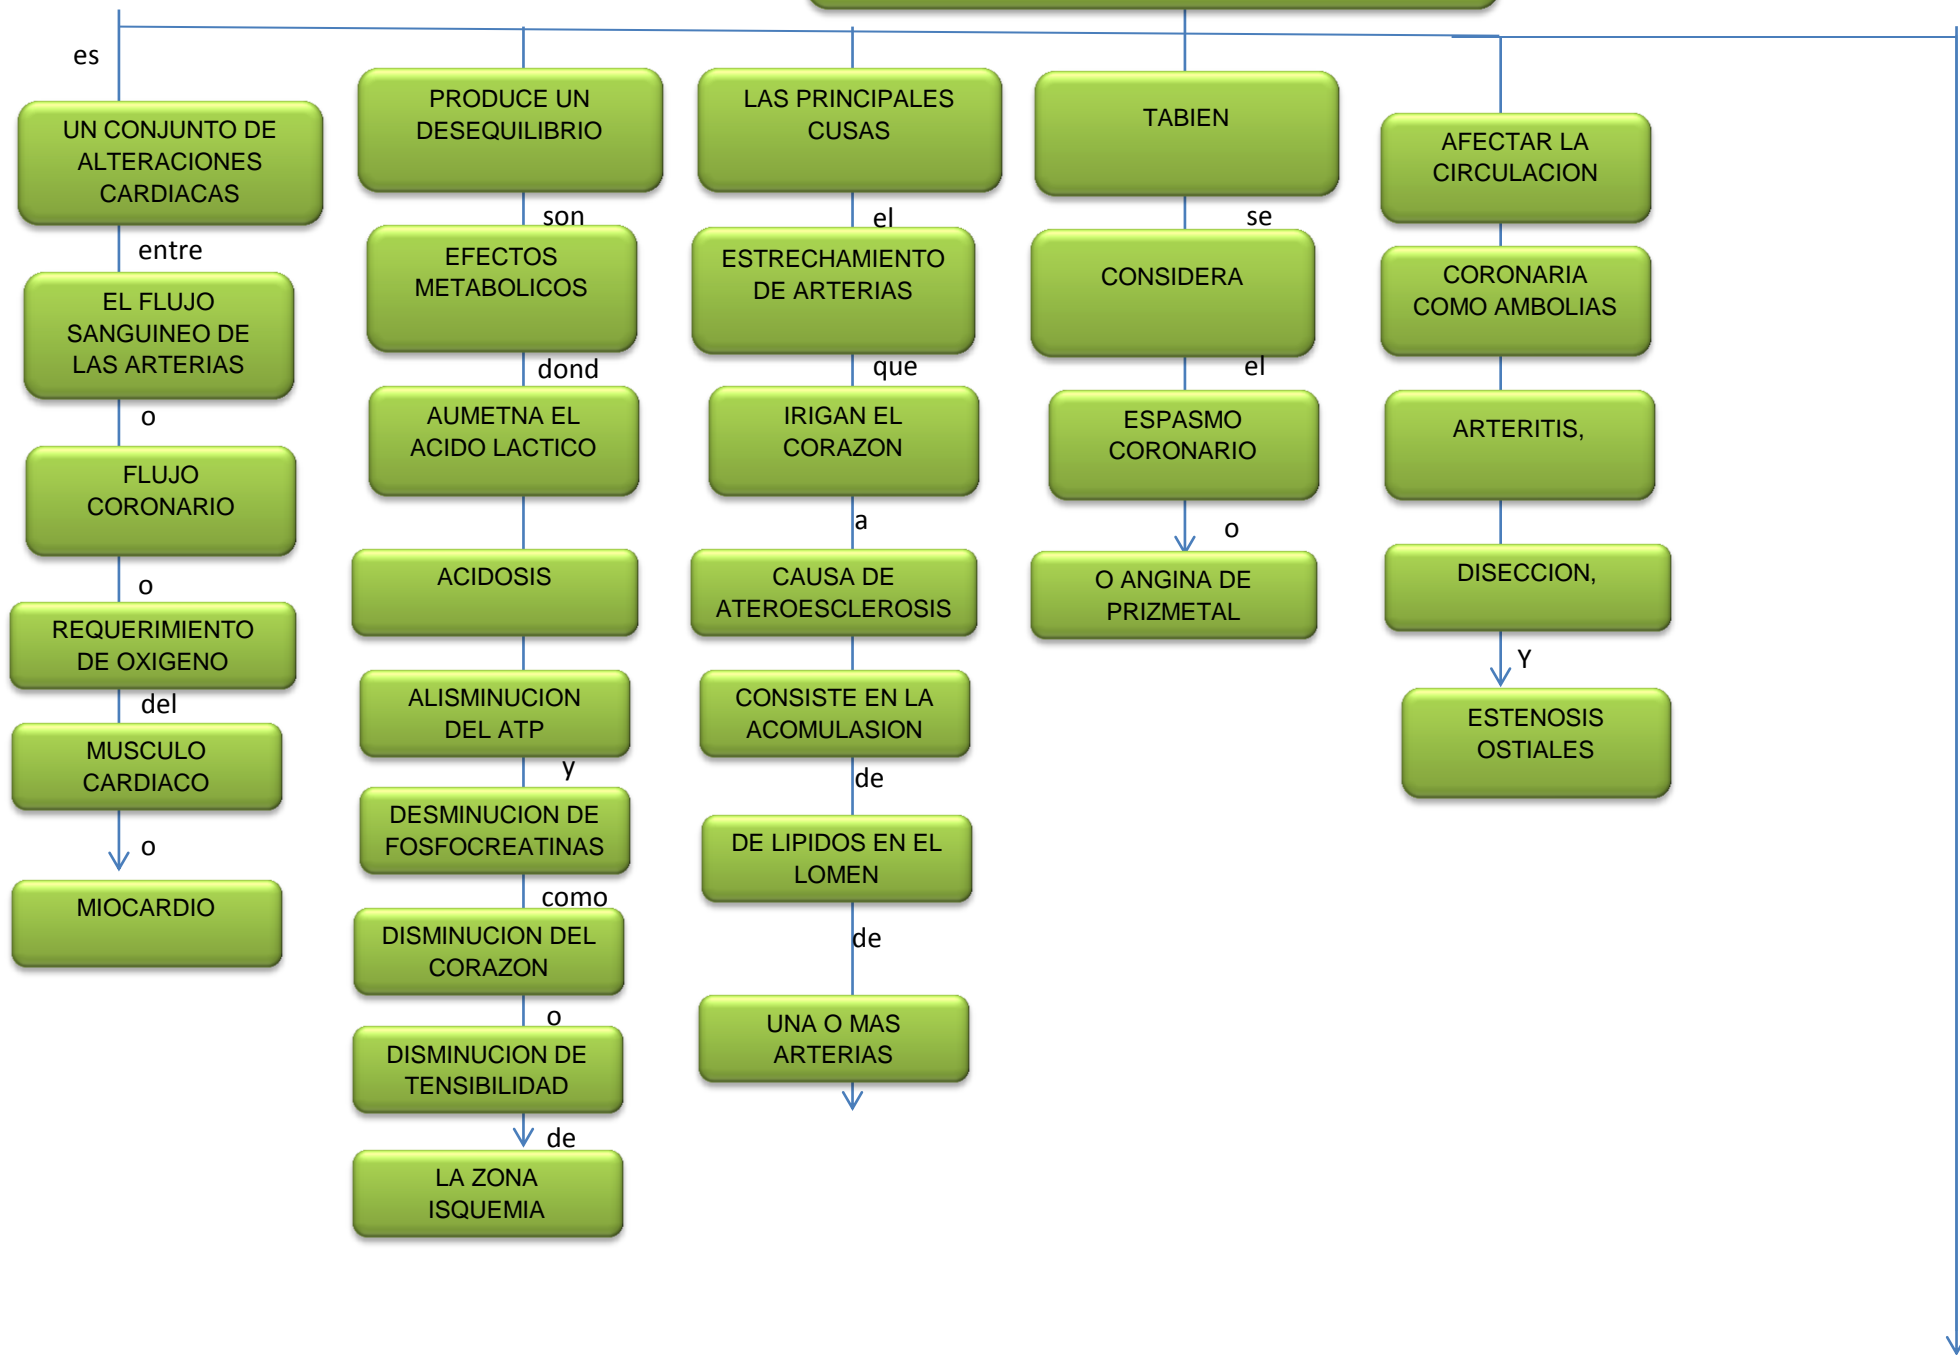 es
UN CONJUNTO DE
ALTERACIONES
CARDIACAS
entre
EL FLUJO
SANGUINEO DE
LAS ARTERIAS
o
FLUJO
CORONARIO
o
REQUERIMIENTO
DE OXIGENO
del
MUSCULO
CARDIACO
o
MIOCARDIO
PRODUCE UN
DESEQUILIBRIO
son
EFECTOS
METABOLICOS
dond
AUMETNA EL
ACIDO LACTICO
ACIDOSIS
ALISMINUCION
DEL ATP
y
DESMINUCION DE
FOSFOCREATINAS
como
DISMINUCION DEL
CORAZON
o
DISMINUCION DE
TENSIBILIDAD
de
LA ZONA
ISQUEMIA
LAS PRINCIPALES
CUSAS
el
ESTRECHAMIENTO
DE ARTERIAS
que
IRIGAN EL
CORAZON
a
CAUSA DE
ATEROESCLEROSIS
CONSISTE EN LA
ACOMULASION
de
DE LIPIDOS EN EL
LOMEN
de
UNA O MAS
ARTERIAS
TABIEN
se
CONSIDERA
el
ESPASMO
CORONARIO
o
O ANGINA DE
PRIZMETAL
AFECTAR LA
CIRCULACION
CORONARIA
COMO AMBOLIAS
ARTERITIS,
DISECCION,
Y
ESTENOSIS
OSTIALES